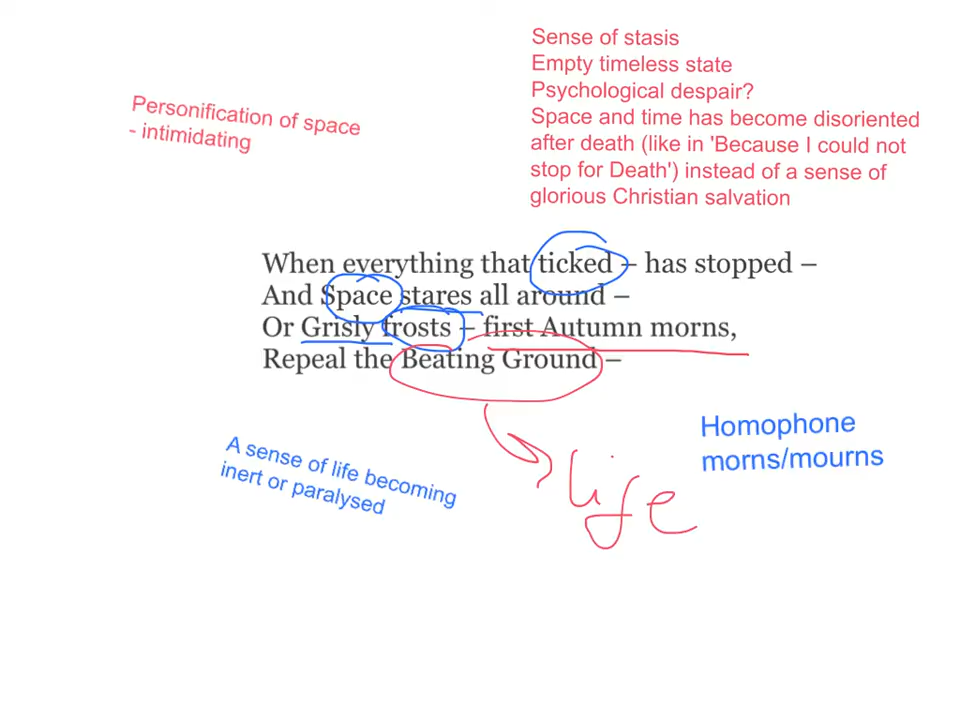 Sense of stasis
Empty timeless state
Psychological despair?
Space and time has become disoriented
after death (like in 'Because I could not
stop for Death') instead of a sense of
glorious Christian salvation
Personification of space
- intimidating
When everything that ticked – has stopped –
And Space stares all around –
Or Grisly frosts – first Autumn morns,
Repeal the Beating Ground –
life
Homophone
morns/mourns
A sense of life becoming
inert or paralysed